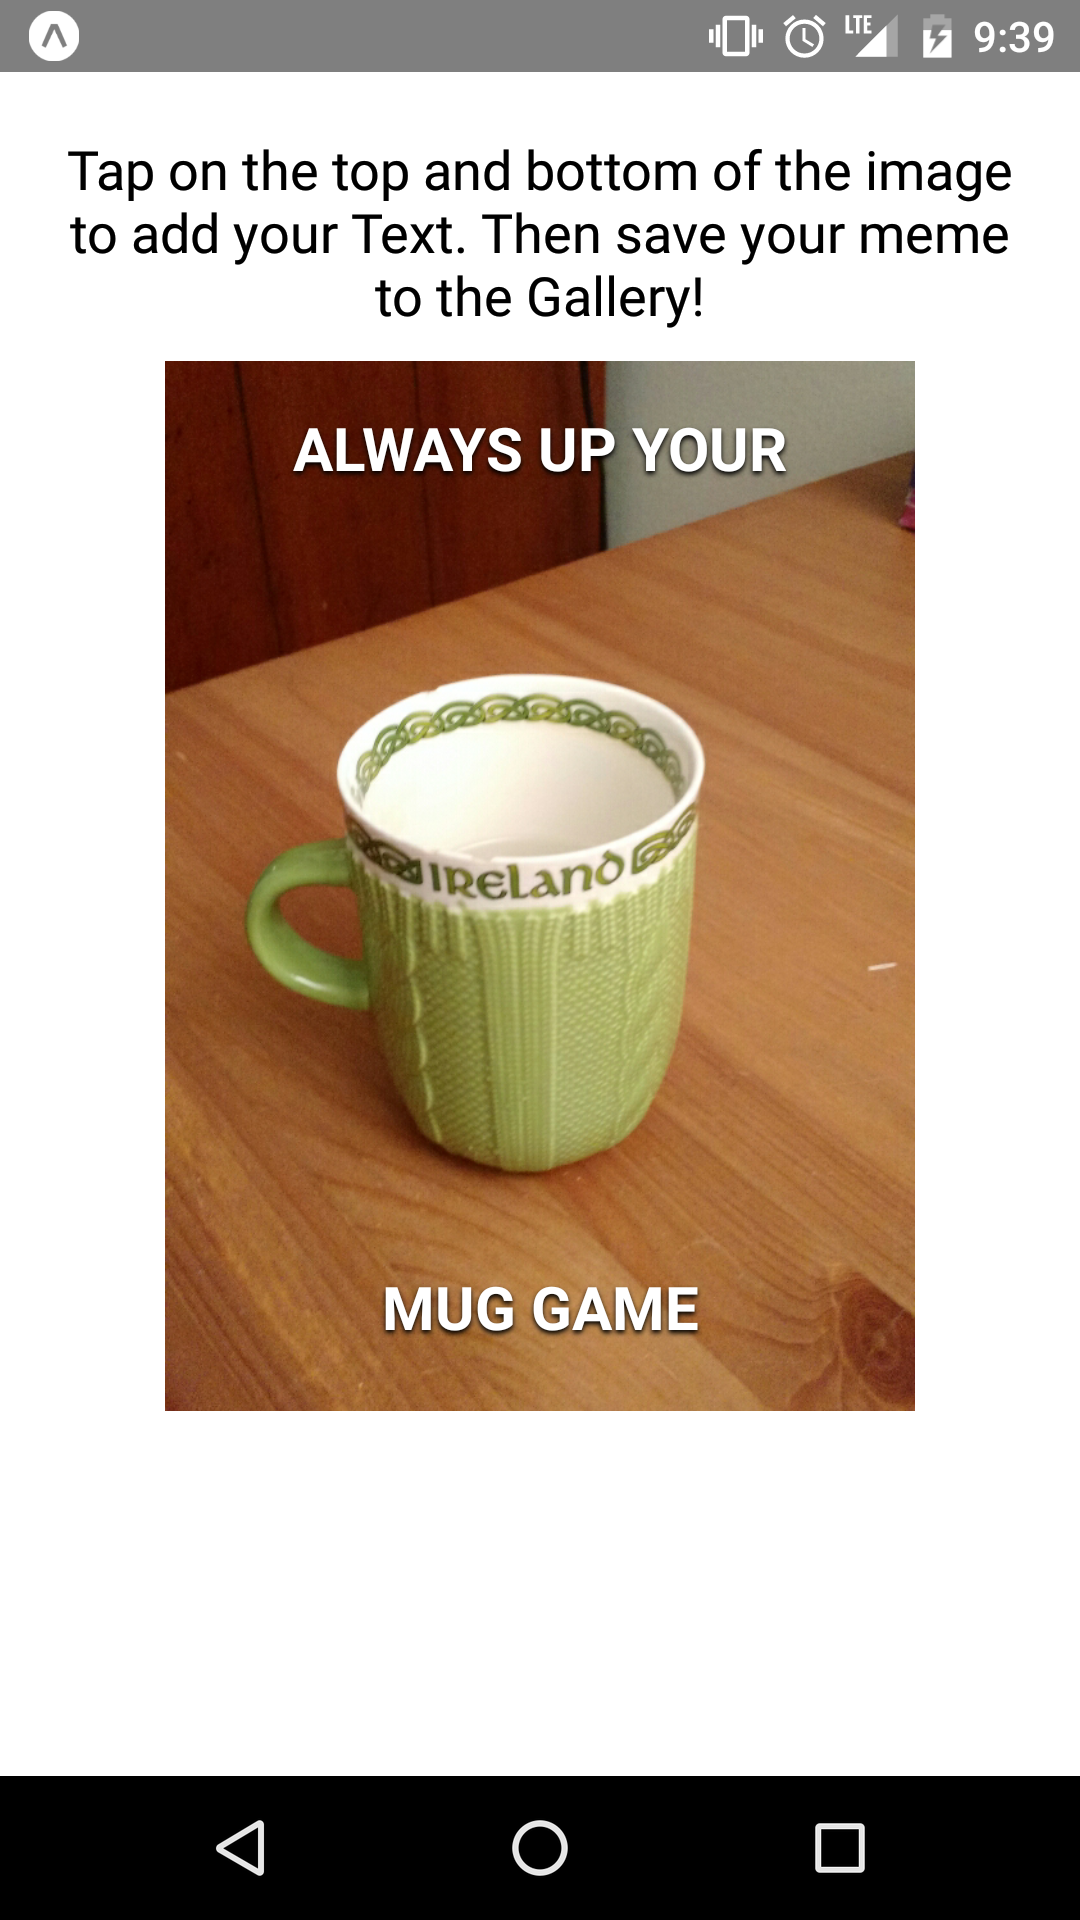 LTE 9:39
Tap on the top and bottom of the image
to add your Text. Then save your meme
to the Gallery!
ALWAYS UP YOUR
IRELAND
MUG GAME